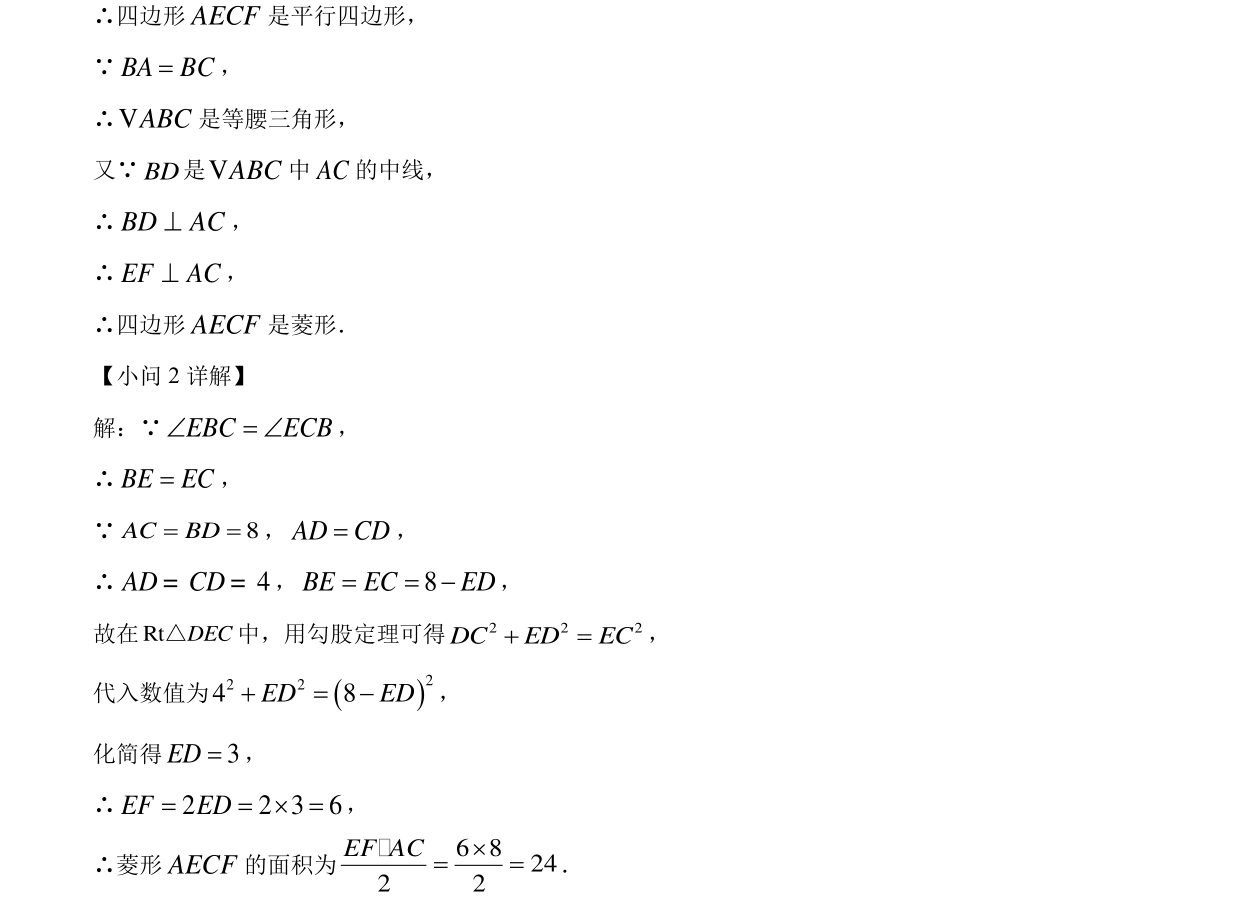 ∴四边形 AECF 是平行四边形，
∵ BA = BC，
∴VABC 是等腰三角形，
又∵ BD 是VABC 中 AC 的中线，
∴ BD ⊥ AC，
∴ EF ⊥ AC，
∴四边形 AECF 是菱形．
【小问 2 详解】
解：∵ ∠EBC = ∠ECB，
∴ BE = EC，
∵ AC = BD = 8， AD = CD，
∴ AD = CD = 4， BE = EC = 8 − ED，
故在 Rt△DEC 中，用勾股定理可得 DC² + ED² = EC²，
代入数值为 4² + ED² = (8 − ED)²，
化简得 ED = 3，
∴ EF = 2ED = 2×3 = 6，
∴菱形 AECF 的面积为 EF□AC/2 = 6×8/2 = 24．